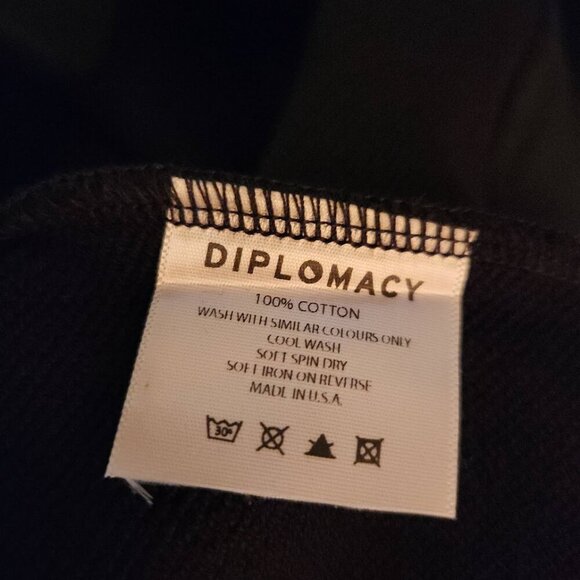 DIPLOMACY
100% COTTON
WASH WITH SIMILAR COLOURS ONLY
COOL WASH
SOFT SPIN DRY
SOFT IRON ON REVERSE
MADE IN U.S.A.
30°